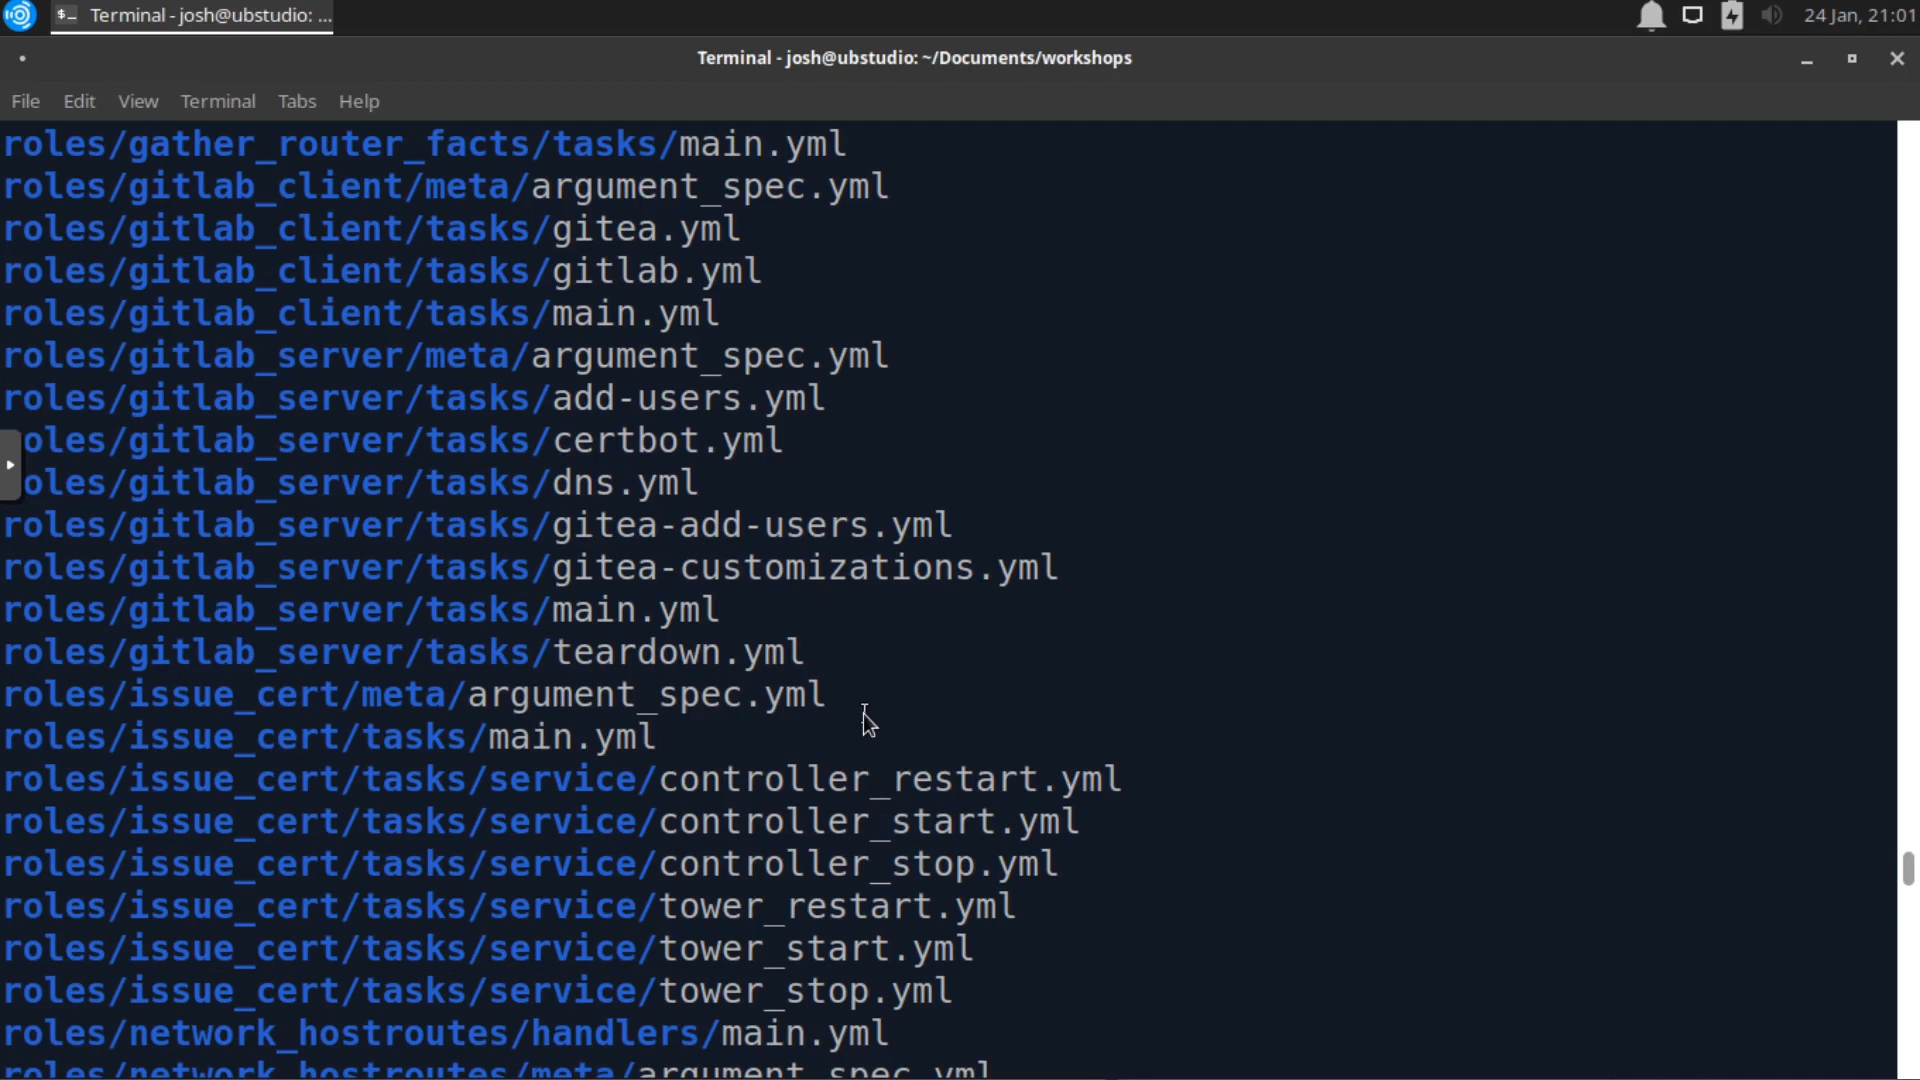 Terminal - josh@ubstudio: ...
24 Jan, 21:01
Terminal - josh@ubstudio: ~/Documents/workshops
File Edit View Terminal Tabs Help
roles/gather_router_facts/tasks/main.yml
roles/gitlab_client/meta/argument_spec.yml
roles/gitlab_client/tasks/gitea.yml
roles/gitlab_client/tasks/gitlab.yml
roles/gitlab_client/tasks/main.yml
roles/gitlab_server/meta/argument_spec.yml
roles/gitlab_server/tasks/add-users.yml
oles/gitlab_server/tasks/certbot.yml
oles/gitlab_server/tasks/dns.yml
roles/gitlab_server/tasks/gitea-add-users.yml
roles/gitlab_server/tasks/gitea-customizations.yml
roles/gitlab_server/tasks/main.yml
roles/gitlab_server/tasks/teardown.yml
roles/issue_cert/meta/argument_spec.yml
roles/issue_cert/tasks/main.yml
roles/issue_cert/tasks/service/controller_restart.yml
roles/issue_cert/tasks/service/controller_start.yml
roles/issue_cert/tasks/service/controller_stop.yml
roles/issue_cert/tasks/service/tower_restart.yml
roles/issue_cert/tasks/service/tower_start.yml
roles/issue_cert/tasks/service/tower_stop.yml
roles/network_hostroutes/handlers/main.yml
roles/network_hostroutes/meta/argument_spec.yml